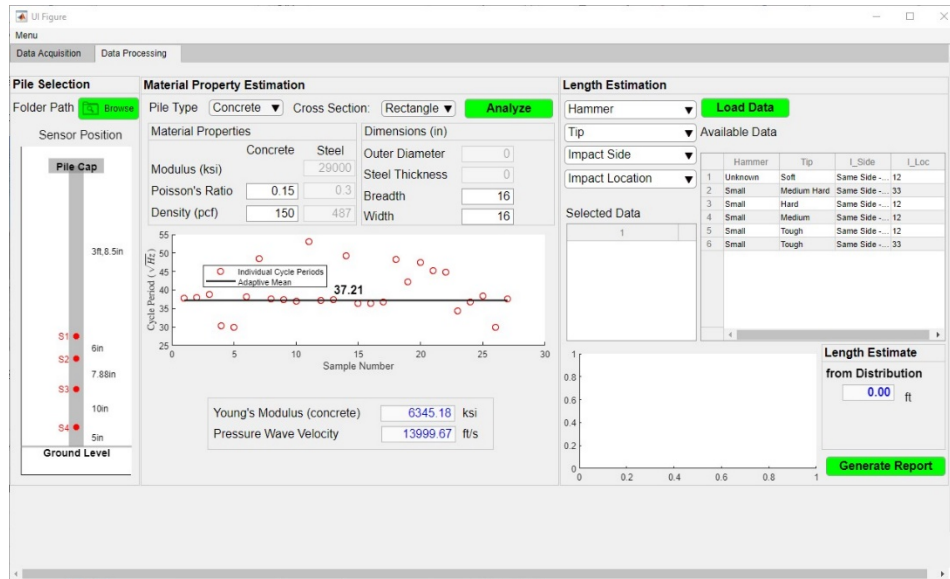 UI Figure
Menu
Data Acquisition Data Processing
Pile Selection
Folder Path Browse
Sensor Position
Pile Cap
3ft,8.5in
S1
6in
S2
7.88in
S3
10in
S4
5in
Ground Level
Material Property Estimation
Pile Type Concrete Cross Section: Rectangle Analyze
Material Properties
Concrete Steel
Modulus (ksi) 29000
Poisson's Ratio 0.15 0.3
Density (pcf) 150 487
Dimensions (in)
Outer Diameter 0
Steel Thickness 0
Breadth 16
Width 16
Cycle Period (√Hz)
55
50
45
40
35
30
25
Individual Cycle Periods
Adaptive Mean
37.21
0 5 10 15 20 25 30
Sample Number
Young's Modulus (concrete) 6345.18 ksi
Pressure Wave Velocity 13999.67 ft/s
Length Estimation
Hammer
Tip
Impact Side
Impact Location
Load Data
Available Data
Hammer Tip I_Side I_Loc
1 Unknown Soft Same Side -... 12
2 Small Medium Hard Same Side -... 33
3 Small Hard Same Side -... 12
4 Small Medium Same Side -... 12
5 Small Tough Same Side -... 12
6 Small Tough Same Side -... 33
Selected Data
1
1
0.8
0.6
0.4
0.2
0
0 0.2 0.4 0.6 0.8 1
Length Estimate
from Distribution
0.00 ft
Generate Report